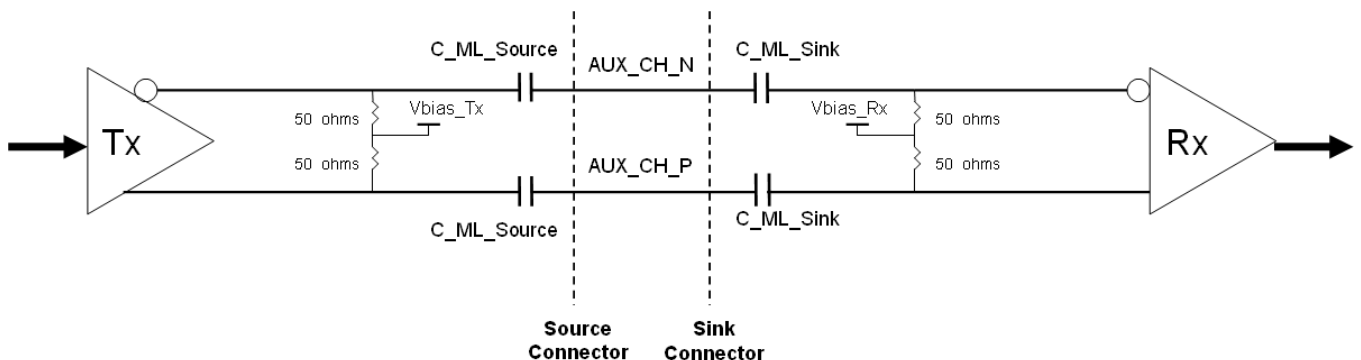 C_ML_Source
C_ML_Sink
AUX_CH_N
Vbias_Tx
Vbias_Rx
50 ohms
50 ohms
Tx
Rx
50 ohms
50 ohms
AUX_CH_P
C_ML_Source
C_ML_Sink
Source
Connector
Sink
Connector